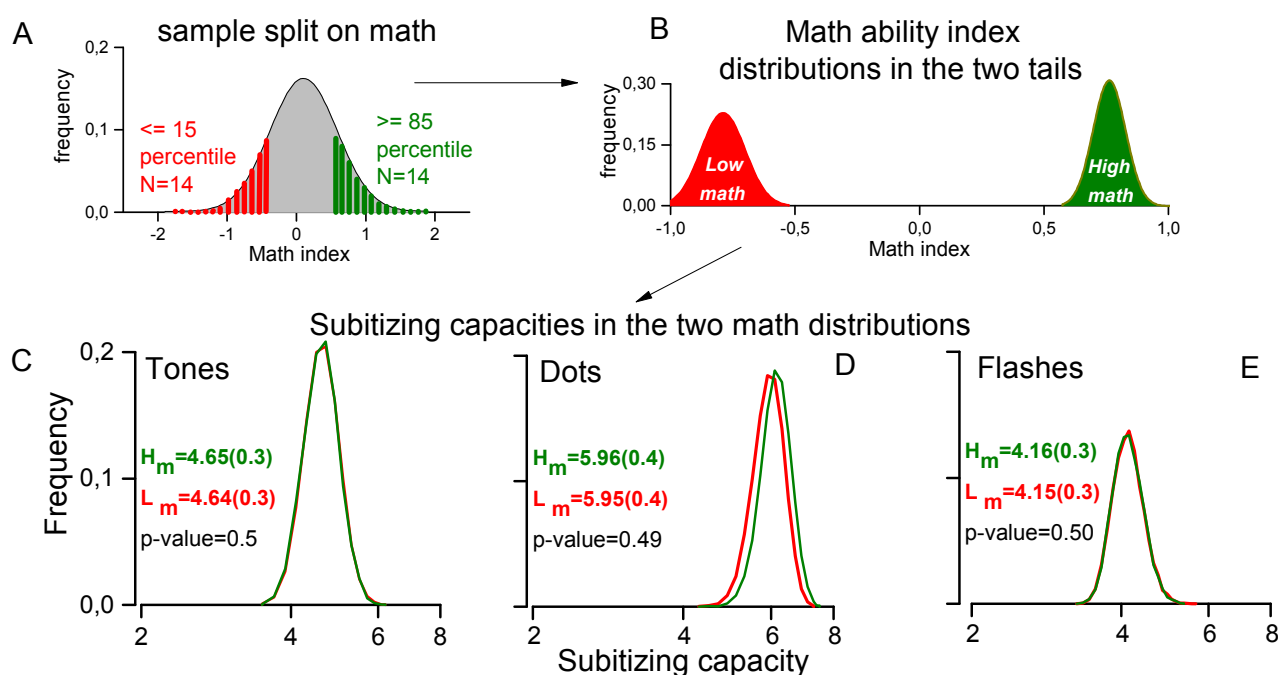 A
sample split on math
0,2
0,1
0,0
frequency
<= 15
percentile
N=14
>= 85
percentile
N=14
-2 -1 0 1 2
Math index
B
Math ability index
distributions in the two tails
0,30
0,15
0,00
frequency
Low
math
High
math
-1,0 -0,5 0,0 0,5 1,0
Math index
Subitizing capacities in the two math distributions
C
Tones
0,2
0,1
0,0
Frequency
Hm=4.65(0.3)
L m=4.64(0.3)
p-value=0.5
2 4 6 8
Dots
D
Hm=5.96(0.4)
L m=5.95(0.4)
p-value=0.49
2 4 6 8
Flashes
E
Hm=4.16(0.3)
L m=4.15(0.3)
p-value=0.50
2 4 6 8
Subitizing capacity